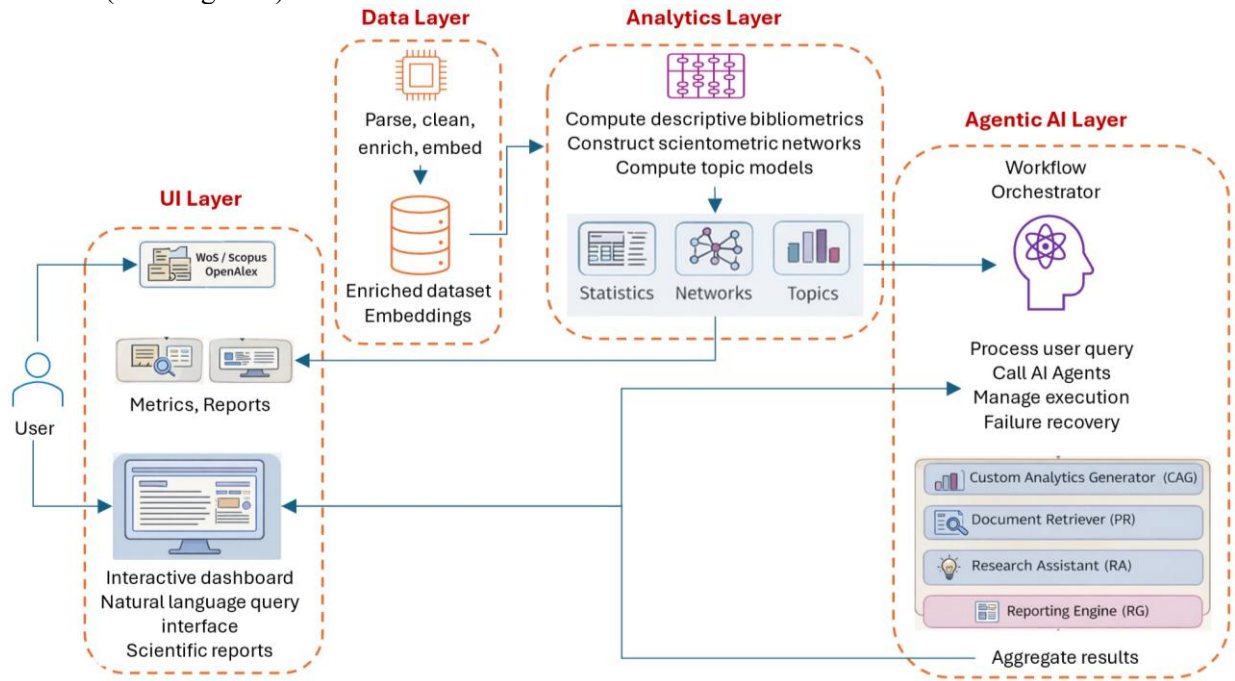 Data Layer
Analytics Layer
Parse, clean,
enrich, embed
Enriched dataset
Embeddings
Compute descriptive bibliometrics
Construct scientometric networks
Compute topic models
Statistics
Networks
Topics
Agentic AI Layer
Workflow
Orchestrator
Process user query
Call AI Agents
Manage execution
Failure recovery
Custom Analytics Generator (CAG)
Document Retriever (PR)
Research Assistant (RA)
Reporting Engine (RG)
Aggregate results
UI Layer
WoS / Scopus
OpenAlex
Metrics, Reports
User
Interactive dashboard
Natural language query
interface
Scientific reports